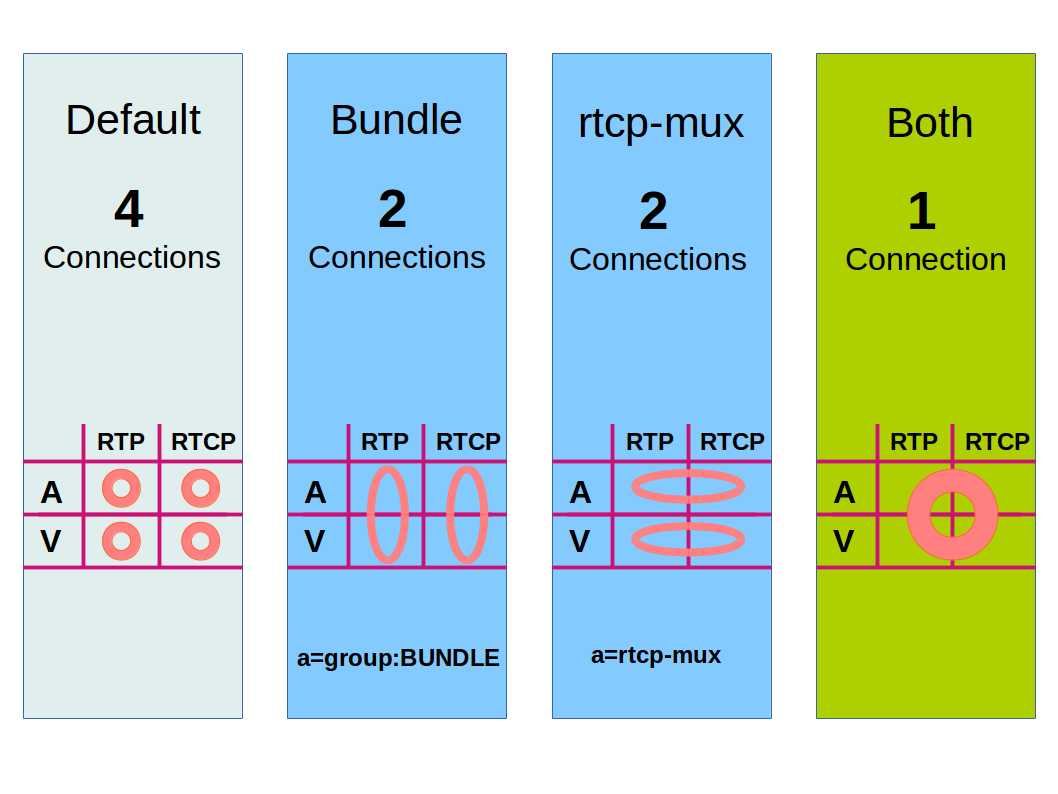 Default
4
Connections
RTP RTCP
A
V
Bundle
2
Connections
RTP RTCP
A
V
a=group:BUNDLE
rtcp-mux
2
Connections
RTP RTCP
A
V
a=rtcp-mux
Both
1
Connection
RTP RTCP
A
V